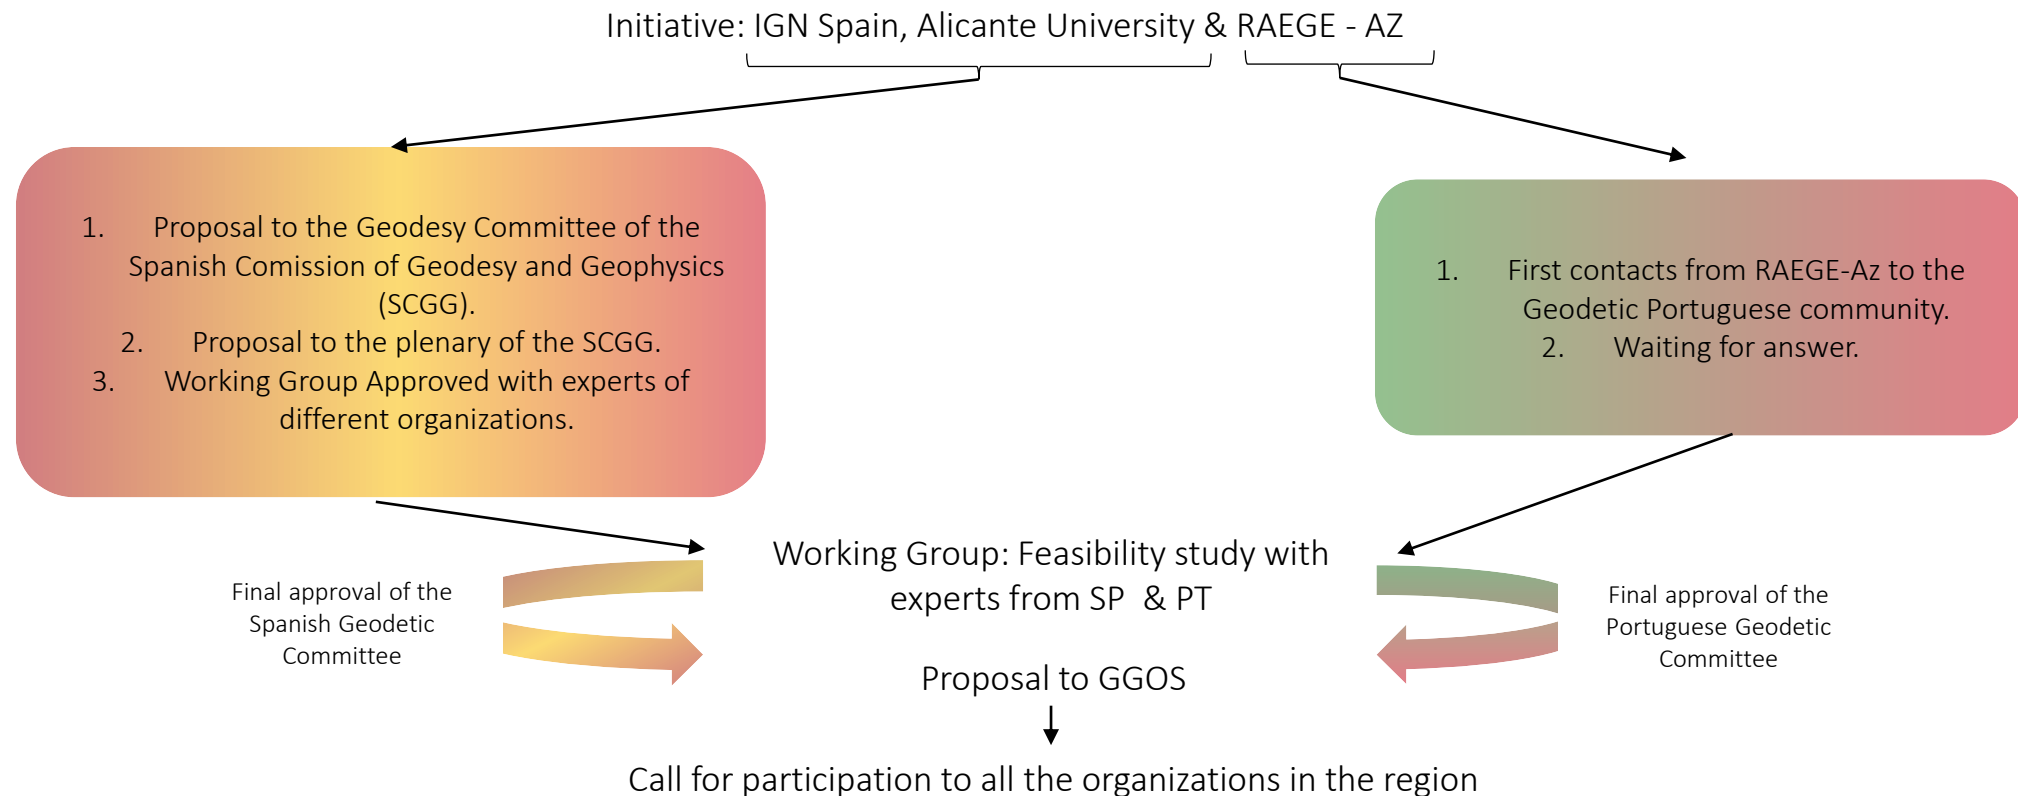 Initiative: IGN Spain, Alicante University & RAEGE - AZ
1. Proposal to the Geodesy Committee of the
Spanish Comission of Geodesy and Geophysics
(SCGG).
2. Proposal to the plenary of the SCGG.
3. Working Group Approved with experts of
different organizations.
1. First contacts from RAEGE-Az to the
Geodetic Portuguese community.
2. Waiting for answer.
Working Group: Feasibility study with
experts from SP & PT
Final approval of the
Spanish Geodetic
Committee
Final approval of the
Portuguese Geodetic
Committee
Proposal to GGOS
Call for participation to all the organizations in the region